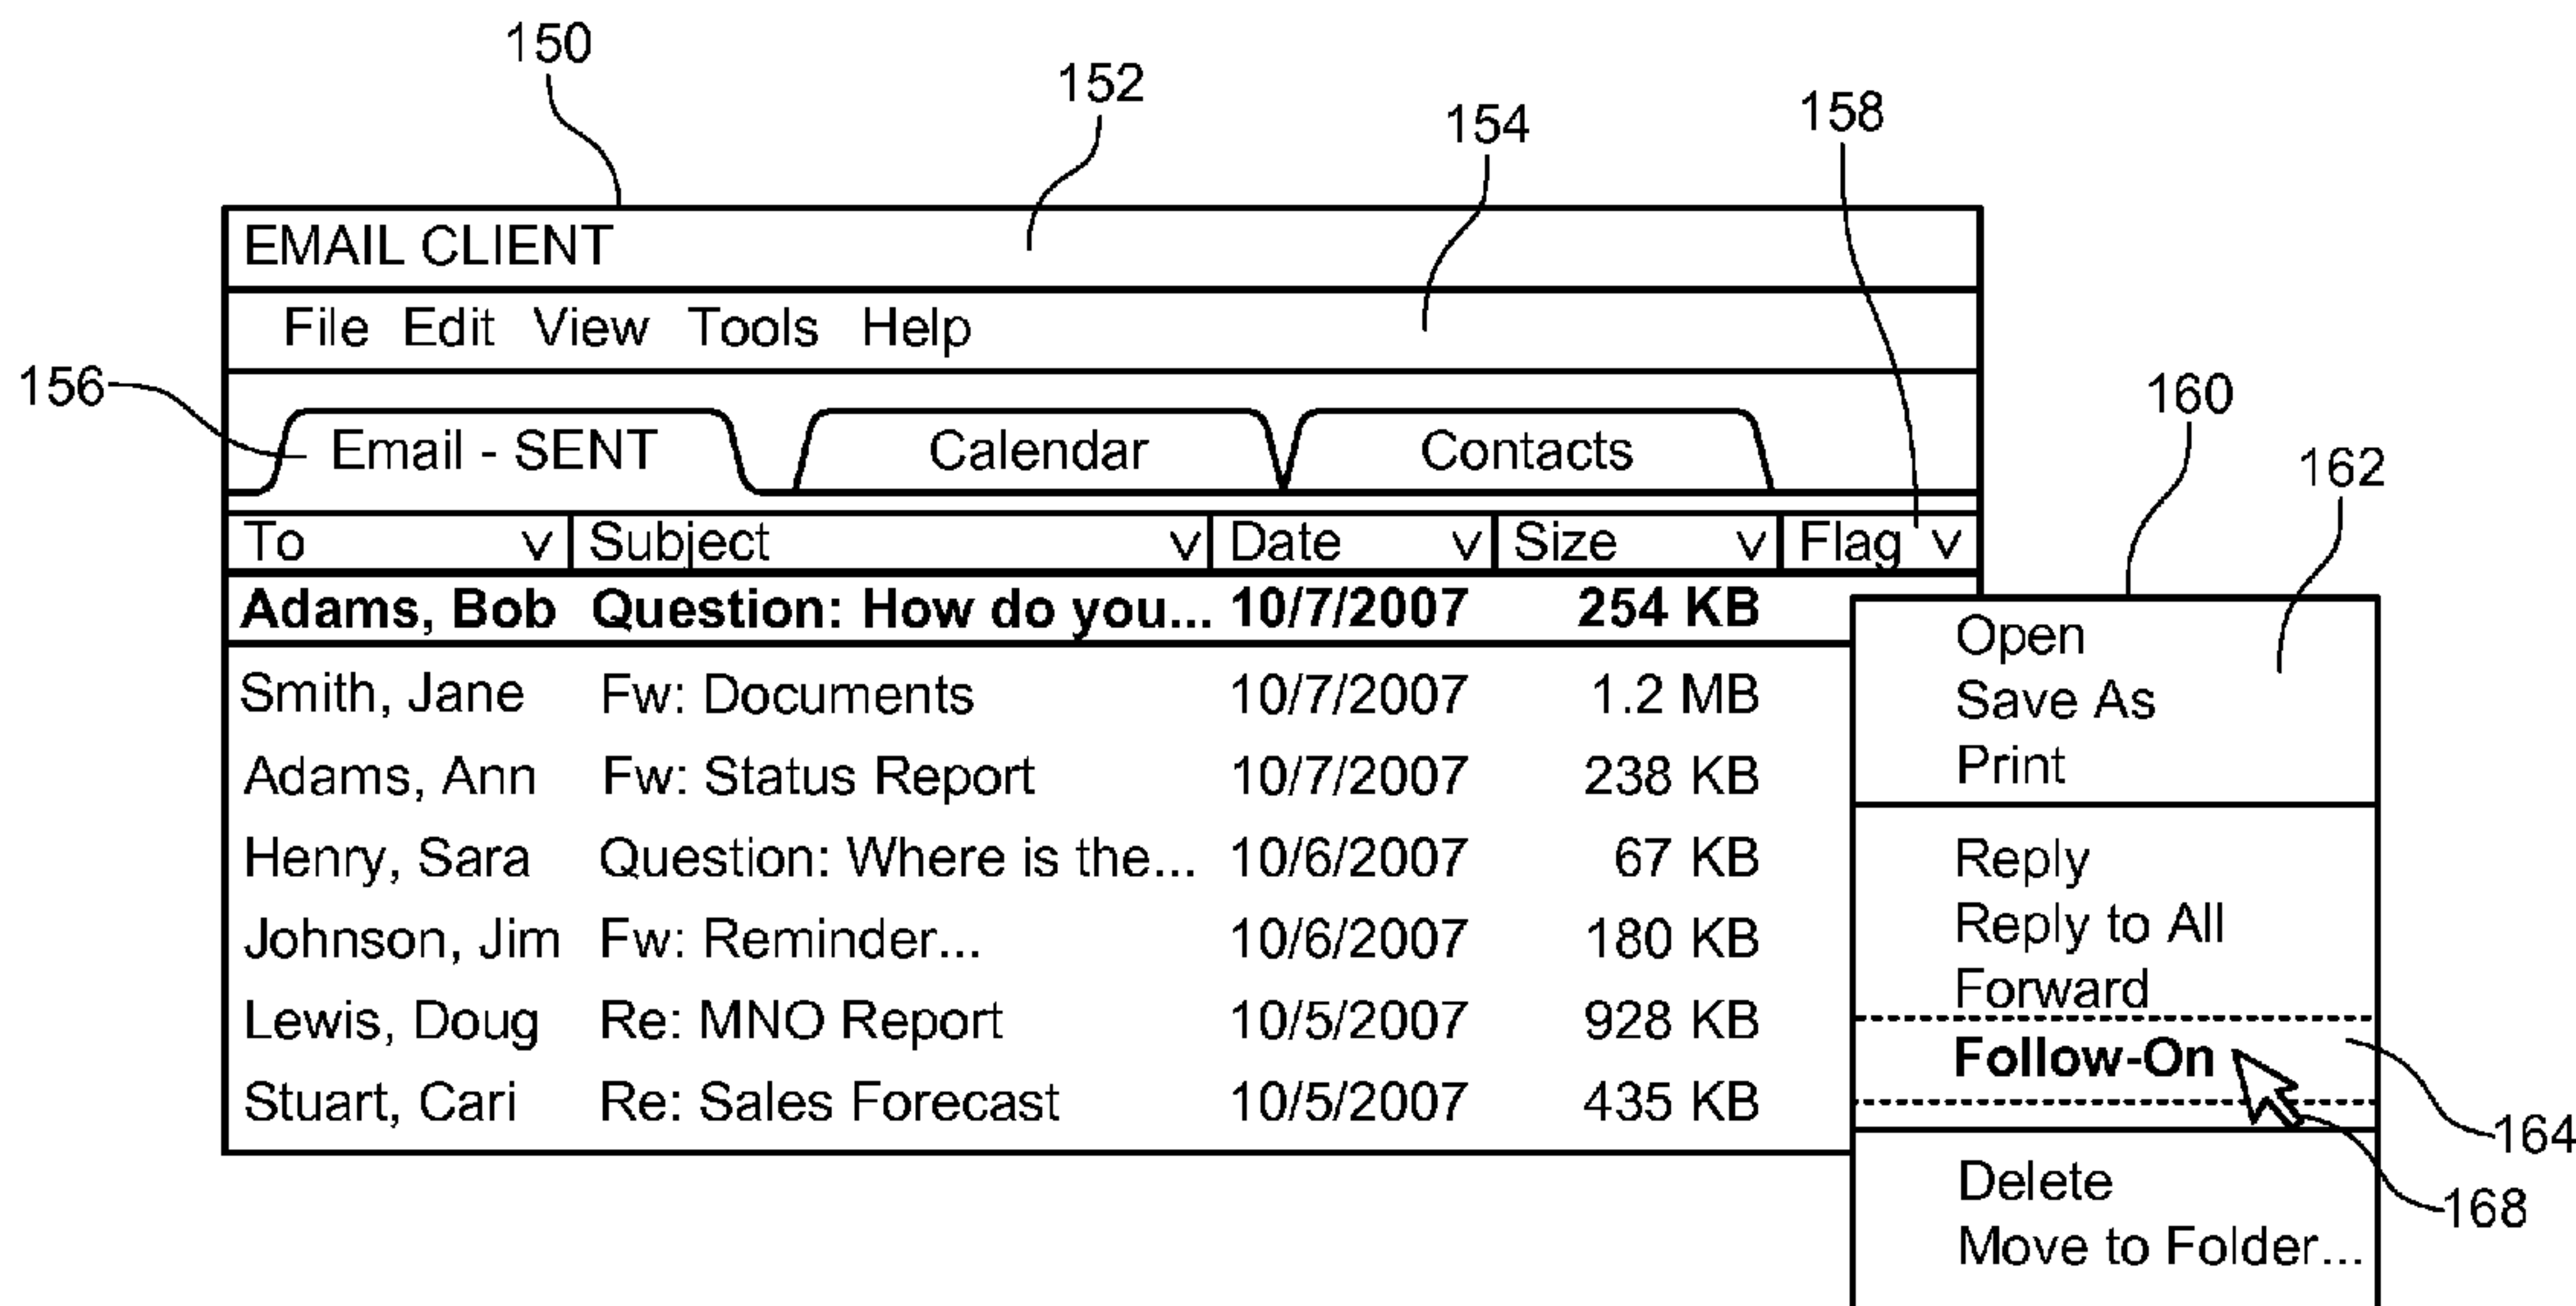 150
152
154
158
EMAIL CLIENT
File Edit View Tools Help
156
160
162
Email - SENT Calendar Contacts
To v Subject v Date v Size v Flag v
Adams, Bob Question: How do you... 10/7/2007 254 KB
Smith, Jane Fw: Documents 10/7/2007 1.2 MB
Adams, Ann Fw: Status Report 10/7/2007 238 KB
Henry, Sara Question: Where is the... 10/6/2007 67 KB
Johnson, Jim Fw: Reminder... 10/6/2007 180 KB
Lewis, Doug Re: MNO Report 10/5/2007 928 KB
Stuart, Cari Re: Sales Forecast 10/5/2007 435 KB
Open
Save As
Print
Reply
Reply to All
Forward
Follow-On
164
168
Delete
Move to Folder...